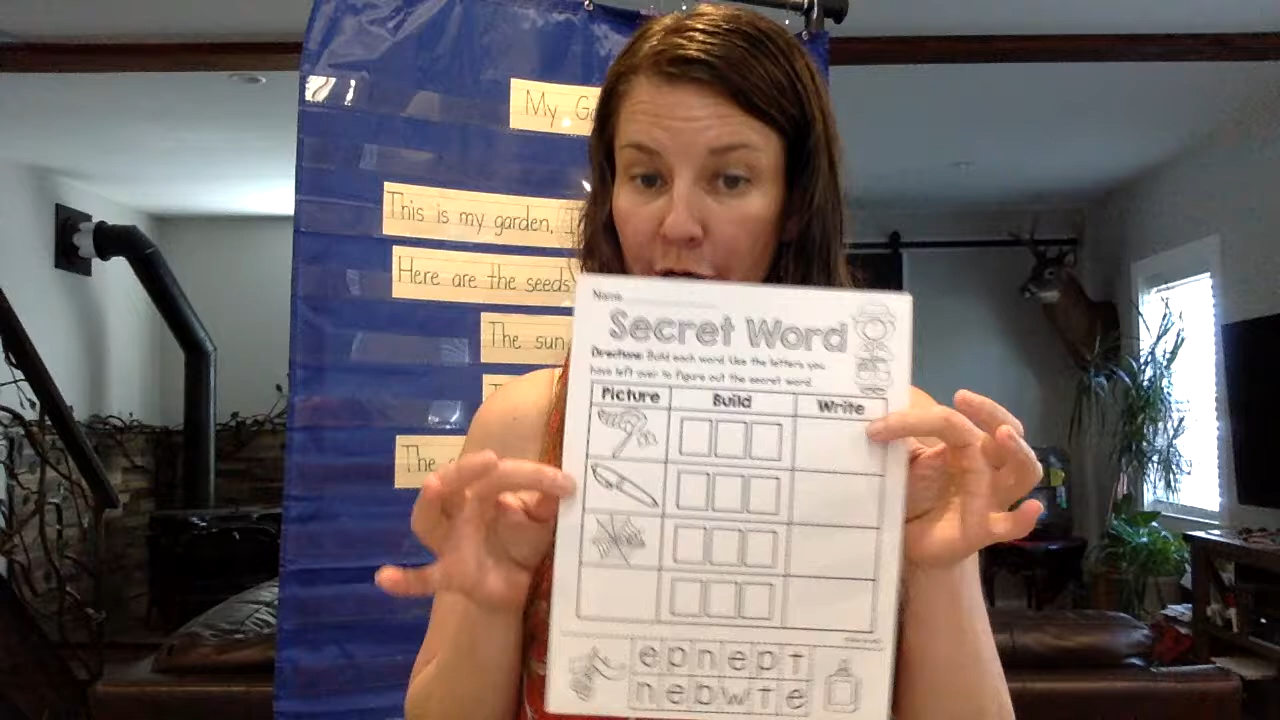 My
This is my garden.
Here are the seeds
The sun
The
Name
Secret Word
Directions: Build each word. Use the letters you
have left over to figure out the secret word.
Picture Build Write
e p n e p t
n e b w t e